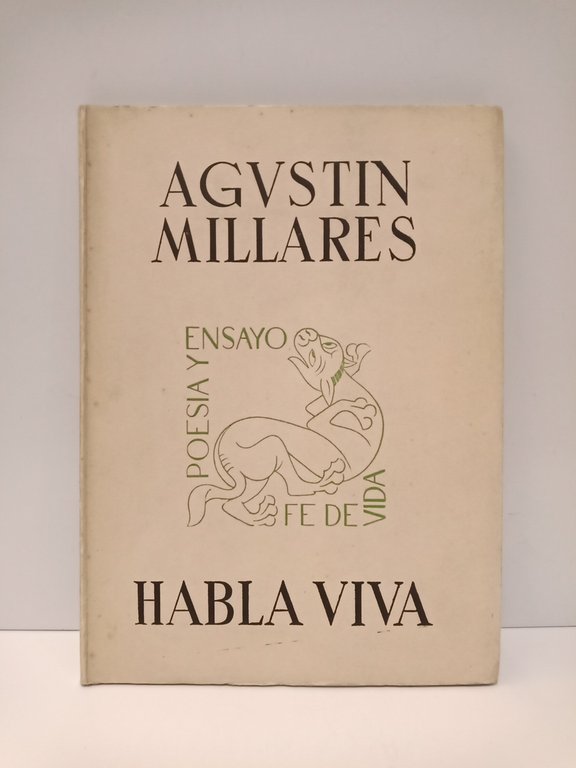 AGVSTIN
MILLARES
POESIA Y
ENSAYO
FE DE
VIDA
HABLA VIVA